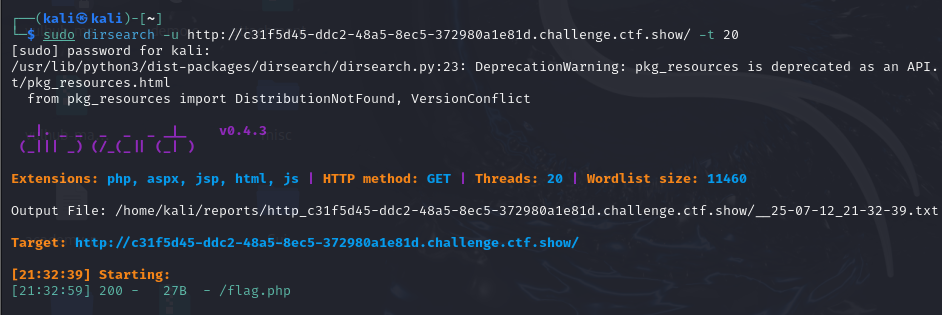 ┌──(kali㉿kali)-[~]
└─$ sudo dirsearch -u http://c31f5d45-ddc2-48a5-8ec5-372980a1e81d.challenge.ctf.show/ -t 20
[sudo] password for kali:
/usr/lib/python3/dist-packages/dirsearch/dirsearch.py:23: DeprecationWarning: pkg_resources is deprecated as an API.
t/pkg_resources.html
  from pkg_resources import DistributionNotFound, VersionConflict
v0.4.3
Extensions: php, aspx, jsp, html, js | HTTP method: GET | Threads: 20 | Wordlist size: 11460
Output File: /home/kali/reports/http_c31f5d45-ddc2-48a5-8ec5-372980a1e81d.challenge.ctf.show/__25-07-12_21-32-39.txt
Target: http://c31f5d45-ddc2-48a5-8ec5-372980a1e81d.challenge.ctf.show/
[21:32:39] Starting:
[21:32:59] 200 -   27B  - /flag.php